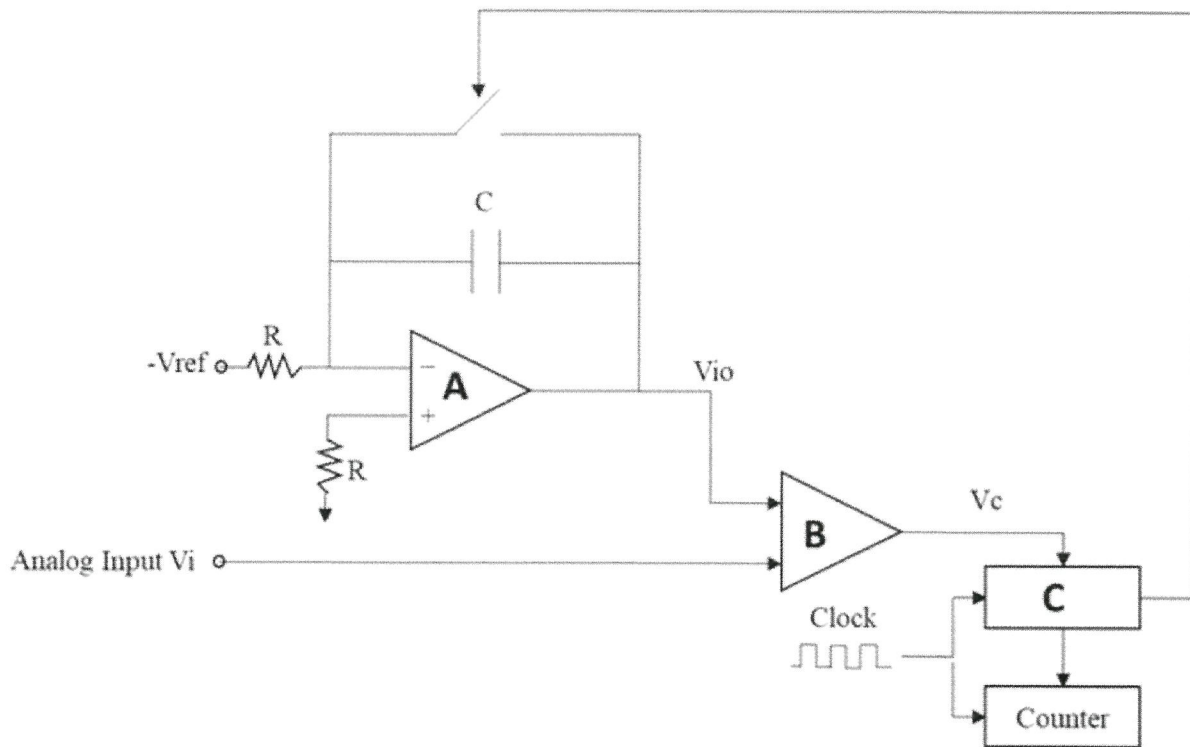 C
R
-Vref
−
A
+
Vio
R
B
Vc
Analog Input Vi
C
Clock
Counter